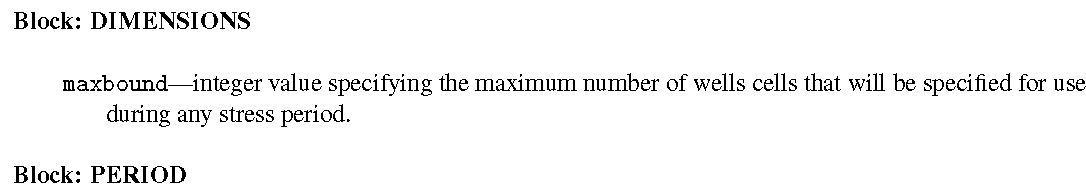 Block: DIMENSIONS
maxbound—integer value specifying the maximum number of wells cells that will be specified for use
during any stress period.
Block: PERIOD